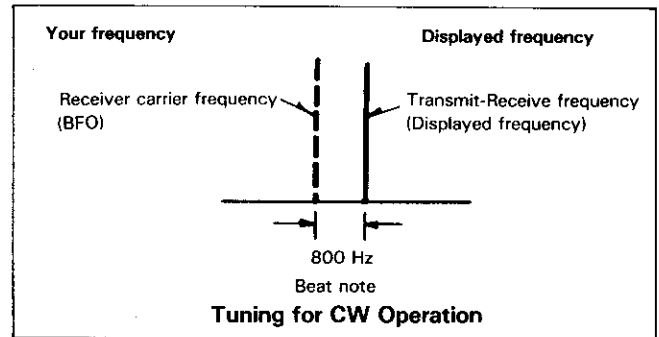 Your frequency
Displayed frequency
Receiver carrier frequency
(BFO)
Transmit-Receive frequency
(Displayed frequency)
800 Hz
Beat note
Tuning for CW Operation